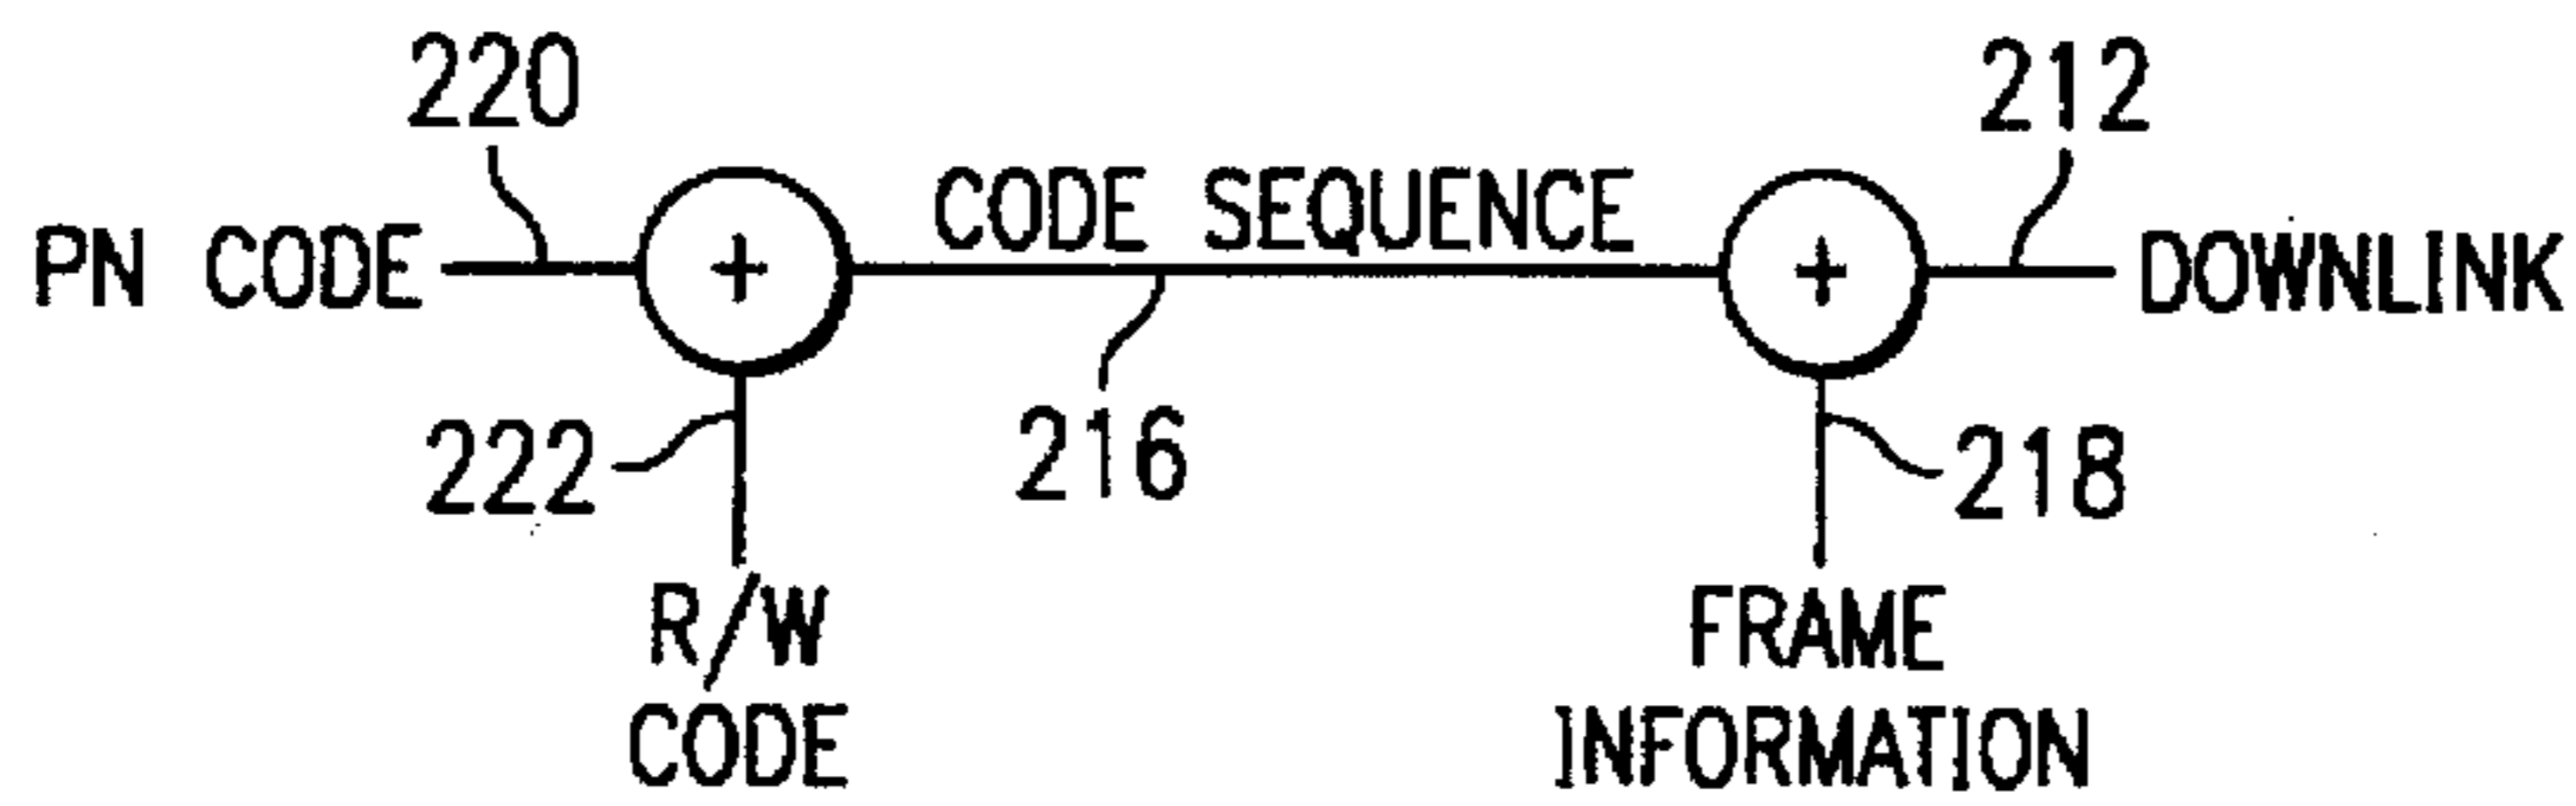 220
212
PN CODE
+
CODE SEQUENCE
+
DOWNLINK
222
216
218
R/W
CODE
FRAME
INFORMATION